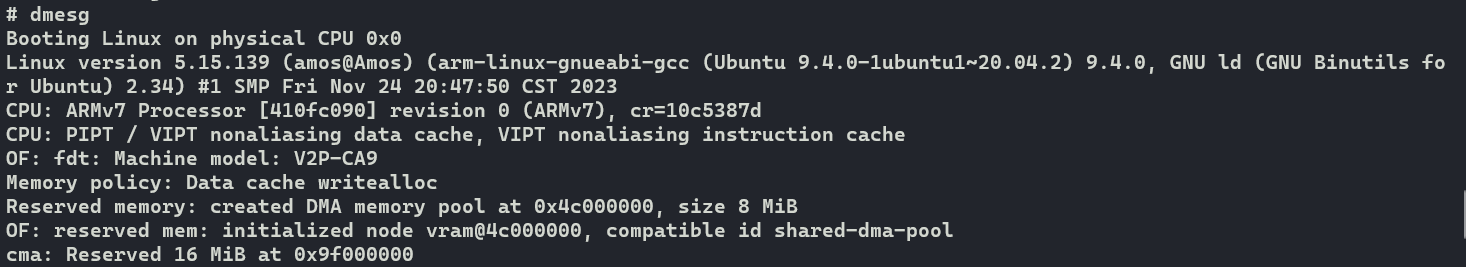 # dmesg
Booting Linux on physical CPU 0x0
Linux version 5.15.139 (amos@Amos) (arm-linux-gnueabi-gcc (Ubuntu 9.4.0-1ubuntu1~20.04.2) 9.4.0, GNU ld (GNU Binutils fo
r Ubuntu) 2.34) #1 SMP Fri Nov 24 20:47:50 CST 2023
CPU: ARMv7 Processor [410fc090] revision 0 (ARMv7), cr=10c5387d
CPU: PIPT / VIPT nonaliasing data cache, VIPT nonaliasing instruction cache
OF: fdt: Machine model: V2P-CA9
Memory policy: Data cache writealloc
Reserved memory: created DMA memory pool at 0x4c000000, size 8 MiB
OF: reserved mem: initialized node vram@4c000000, compatible id shared-dma-pool
cma: Reserved 16 MiB at 0x9f000000